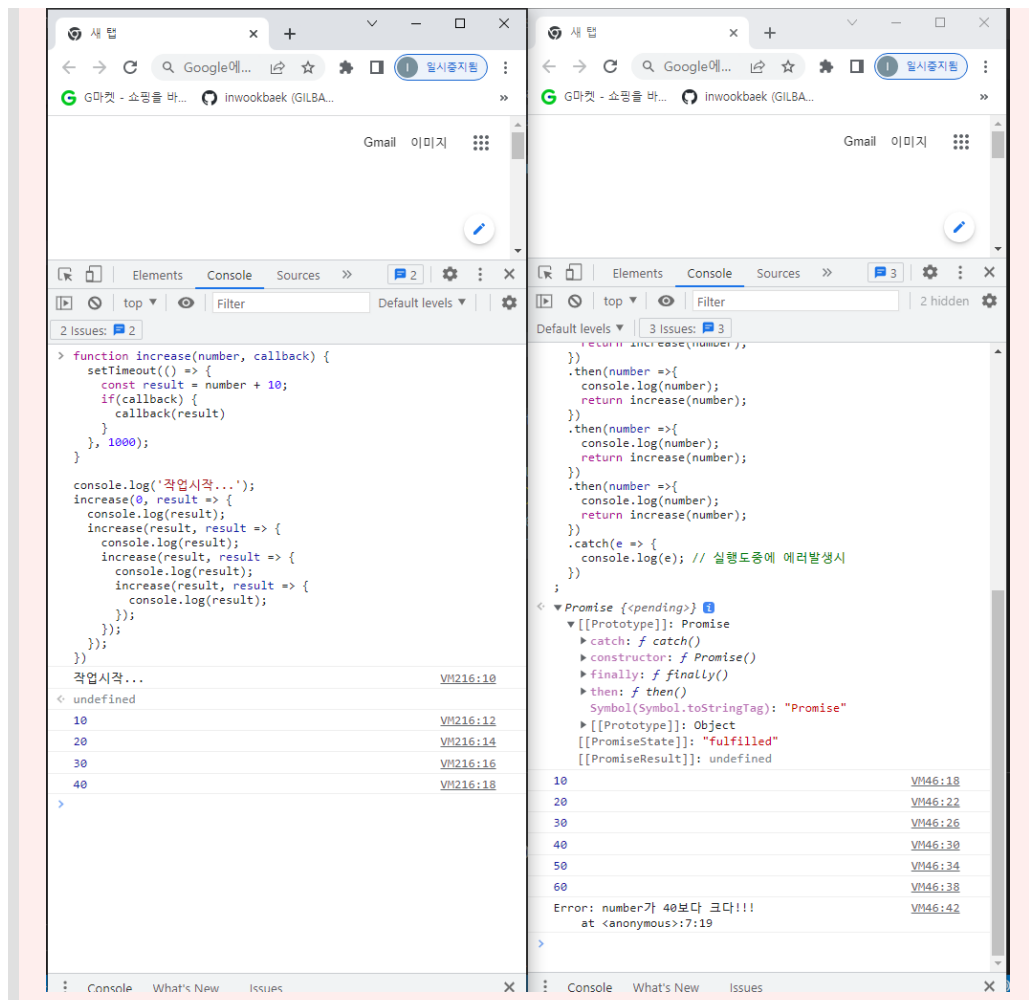 새 탭
Google에...
일시중지됨
G마켓 - 쇼핑을 바...
inwookbaek (GILBA...
»
Gmail 이미지
Elements Console Sources » 2
top ▼ Filter Default levels ▼
2 Issues: 2
> function increase(number, callback) {
setTimeout(() => {
const result = number + 10;
if(callback) {
callback(result)
}
}, 1000);
}
console.log('작업시작...');
increase(0, result => {
console.log(result);
increase(result, result => {
console.log(result);
increase(result, result => {
console.log(result);
increase(result, result => {
console.log(result);
});
});
});
})
작업시작... VM216:10
undefined
10 VM216:12
20 VM216:14
30 VM216:16
40 VM216:18
>
Console What's New Issues
새 탭
Google에...
일시중지됨
G마켓 - 쇼핑을 바...
inwookbaek (GILBA...
»
Gmail 이미지
Elements Console Sources » 3
top ▼ Filter 2 hidden
Default levels ▼ 3 Issues: 3
return increase(number);
})
.then(number =>{
console.log(number);
return increase(number);
})
.then(number =>{
console.log(number);
return increase(number);
})
.then(number =>{
console.log(number);
return increase(number);
})
.catch(e => {
console.log(e); // 실행도중에 에러발생시
})
;
▼Promise {<pending>} i
▼[[Prototype]]: Promise
▶catch: ƒ catch()
▶constructor: ƒ Promise()
▶finally: ƒ finally()
▶then: ƒ then()
Symbol(Symbol.toStringTag): "Promise"
▶[[Prototype]]: Object
[[PromiseState]]: "fulfilled"
[[PromiseResult]]: undefined
10 VM46:18
20 VM46:22
30 VM46:26
40 VM46:30
50 VM46:34
60 VM46:38
Error: number가 40보다 크다!!! VM46:42
at <anonymous>:7:19
>
Console What's New Issues